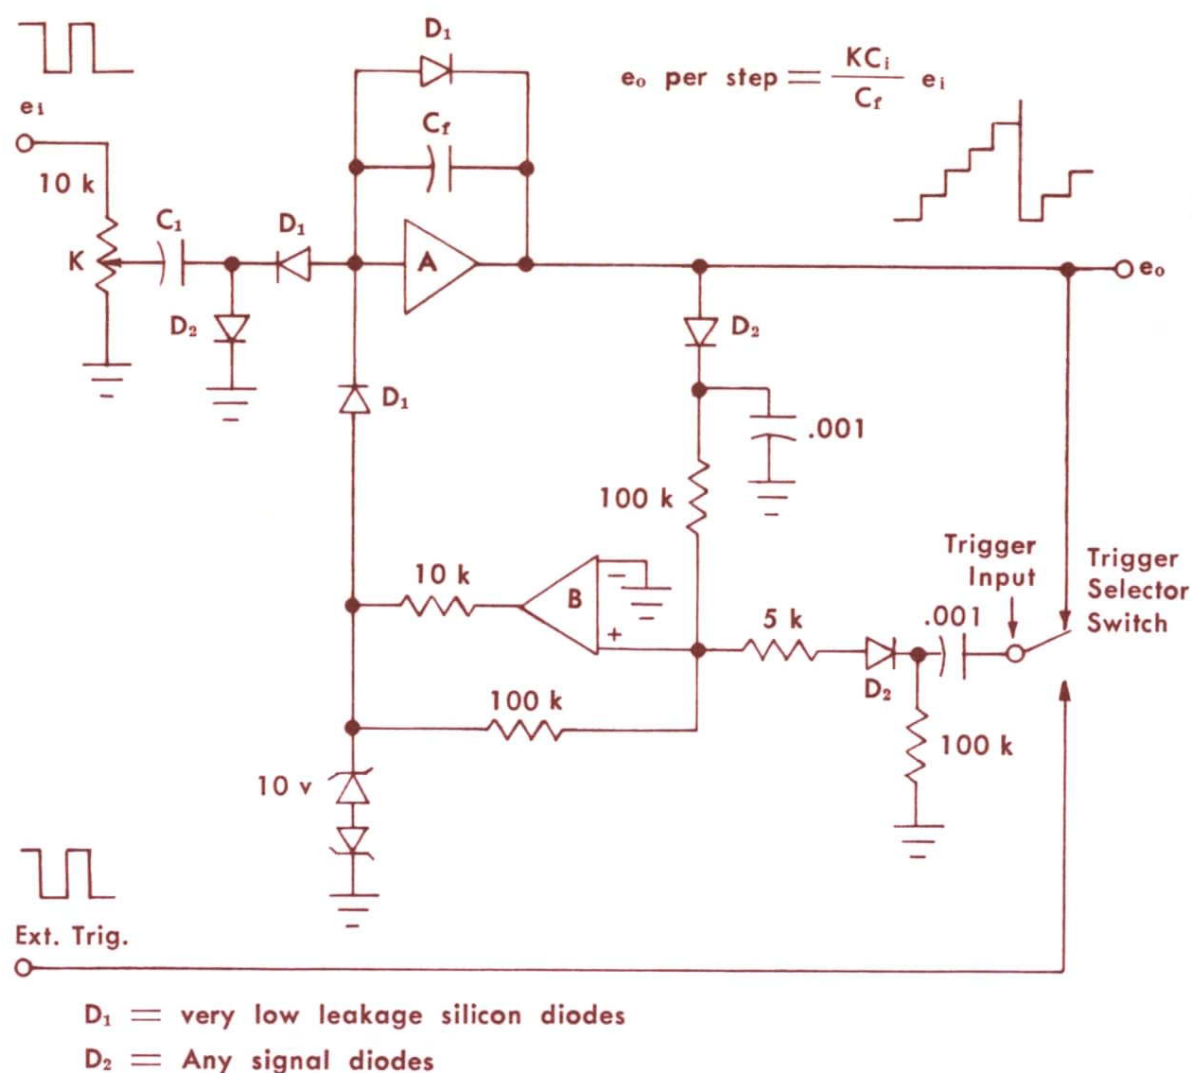 D₁
e₀ per step = KCᵢ / C_f eᵢ
eᵢ
C_f
10 k
C₁
D₁
K
A
e₀
D₂
D₂
D₁
.001
100 k
Trigger
Input
Trigger
Selector
Switch
10 k
B
−
+
5 k
.001
D₂
100 k
100 k
10 v
Ext. Trig.
D₁ = very low leakage silicon diodes
D₂ = Any signal diodes